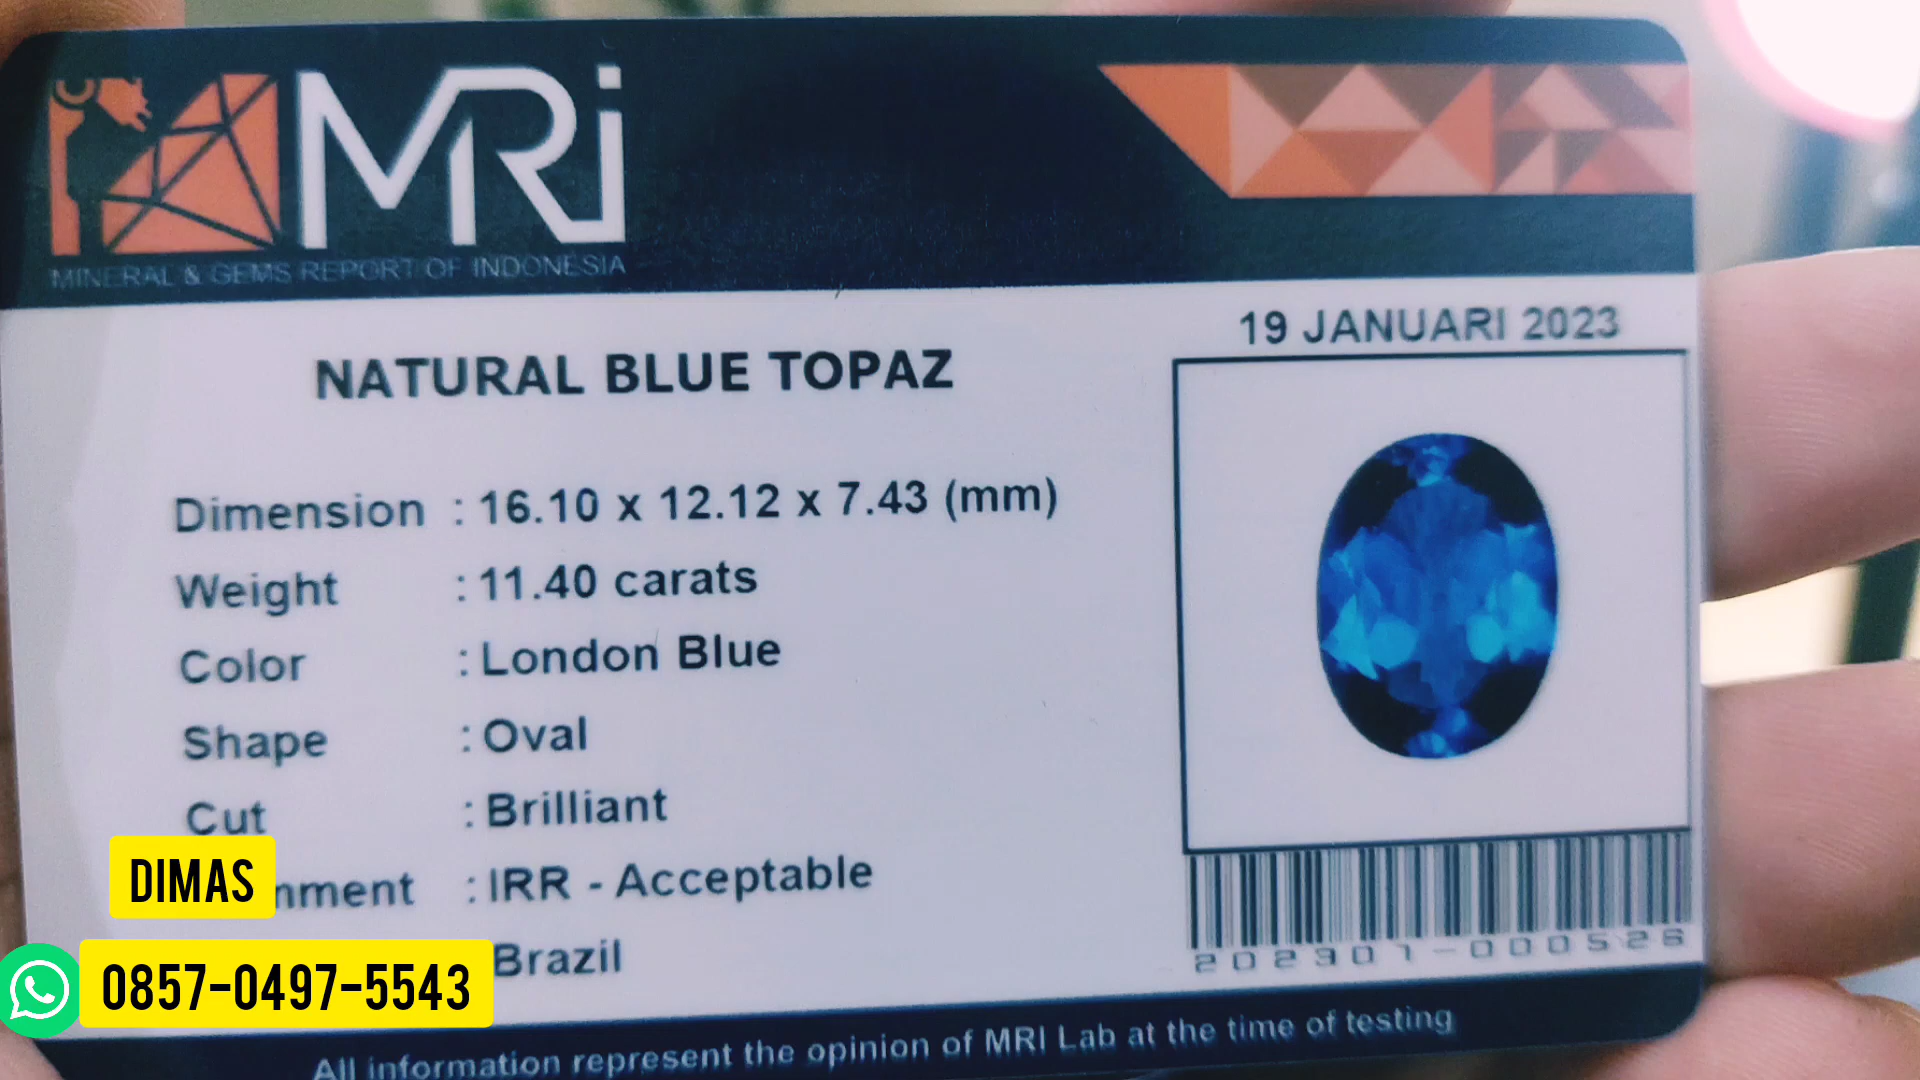 MRi
MINERAL & GEMS REPORT OF INDONESIA
19 JANUARI 2023
NATURAL BLUE TOPAZ
Dimension : 16.10 x 12.12 x 7.43 (mm)
Weight : 11.40 carats
Color : London Blue
Shape : Oval
Cut : Brilliant
DIMAS
: IRR - Acceptable
Brazil
0857-0497-5543
202301-000526
All information represent the opinion of MRI Lab at the time of testing